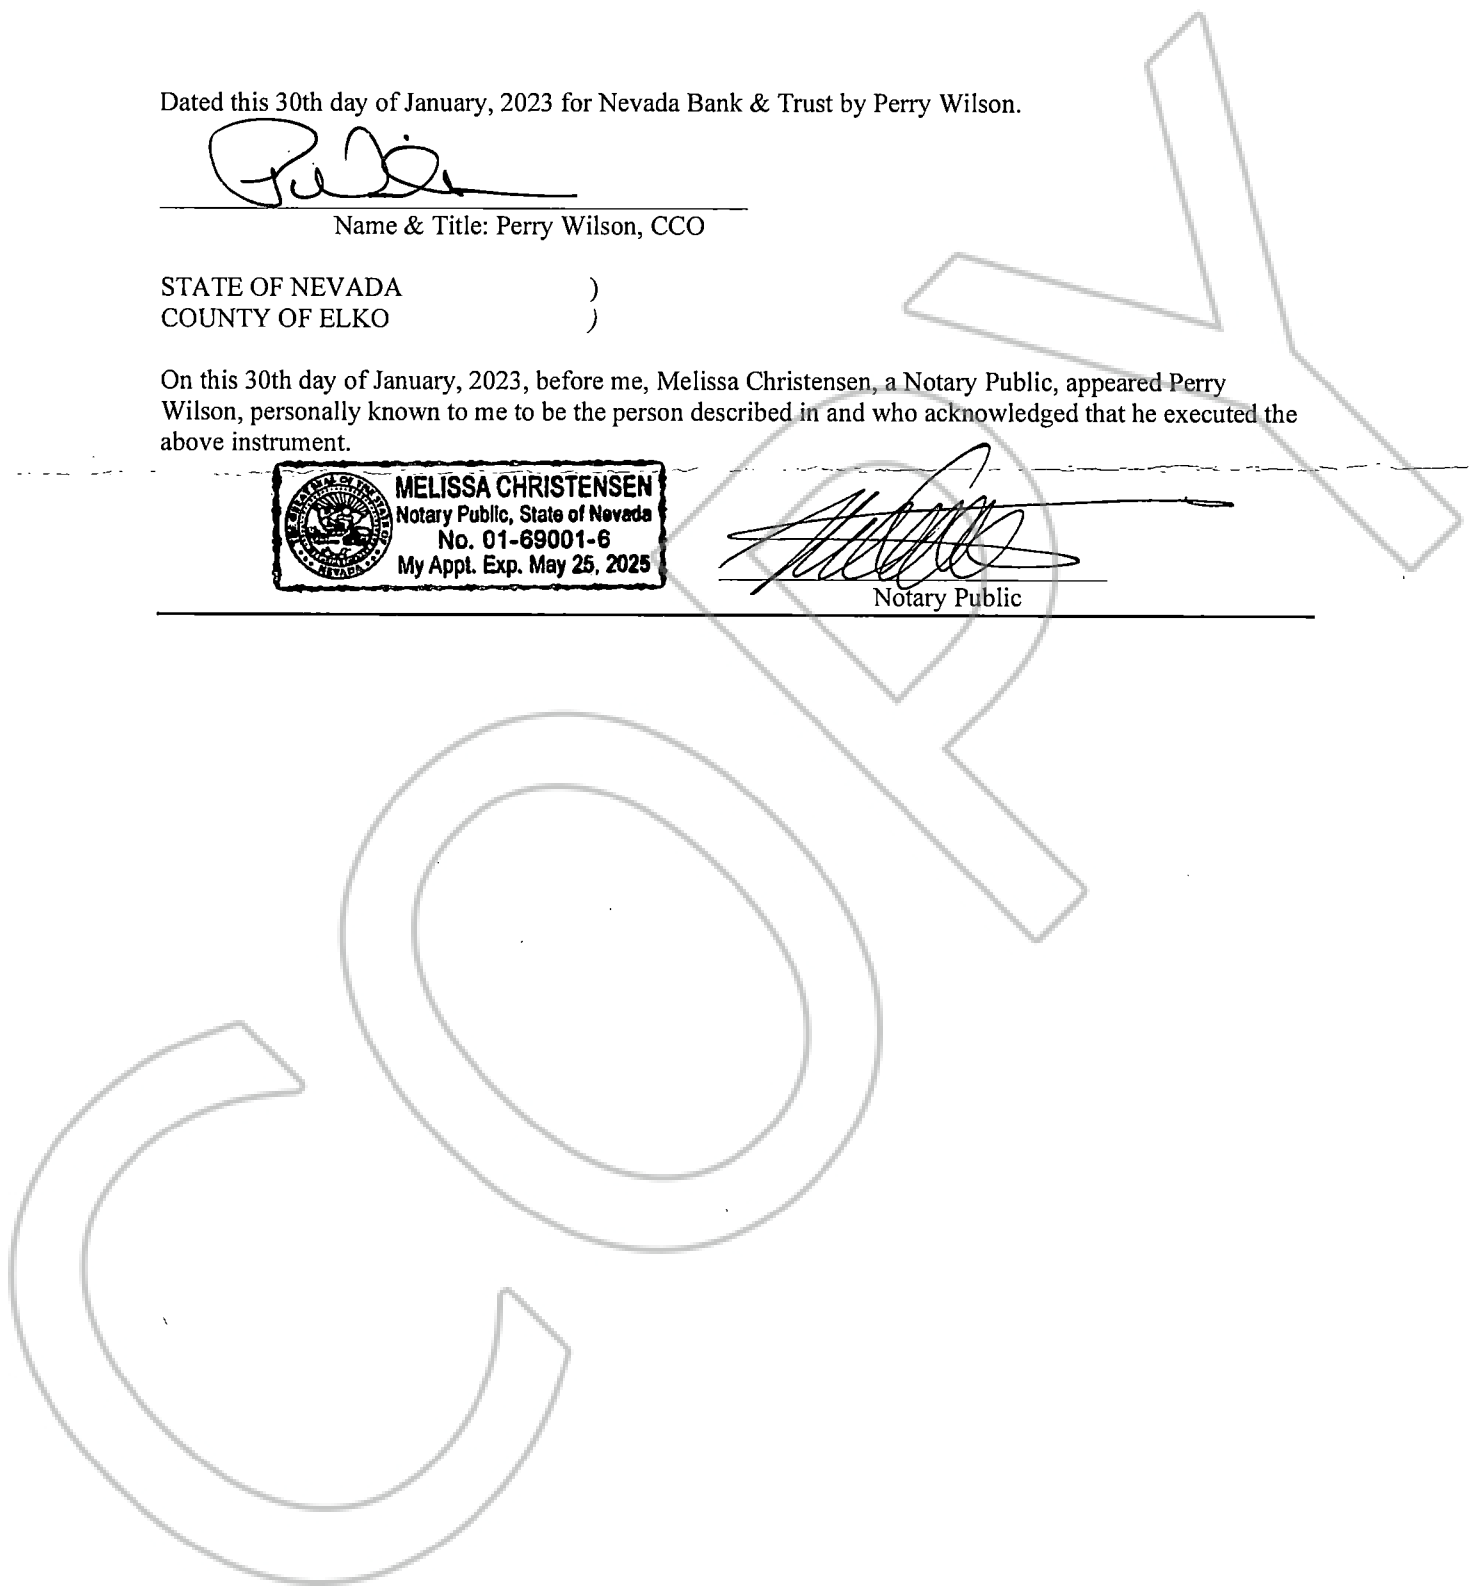 Dated this 30th day of January, 2023 for Nevada Bank & Trust by Perry Wilson.
Name & Title: Perry Wilson, CCO
STATE OF NEVADA )
COUNTY OF ELKO )
On this 30th day of January, 2023, before me, Melissa Christensen, a Notary Public, appeared Perry
Wilson, personally known to me to be the person described in and who acknowledged that he executed the
above instrument.
MELISSA CHRISTENSEN
Notary Public, State of Nevada
No. 01-69001-6
My Appt. Exp. May 25, 2025
Notary Public
COPY